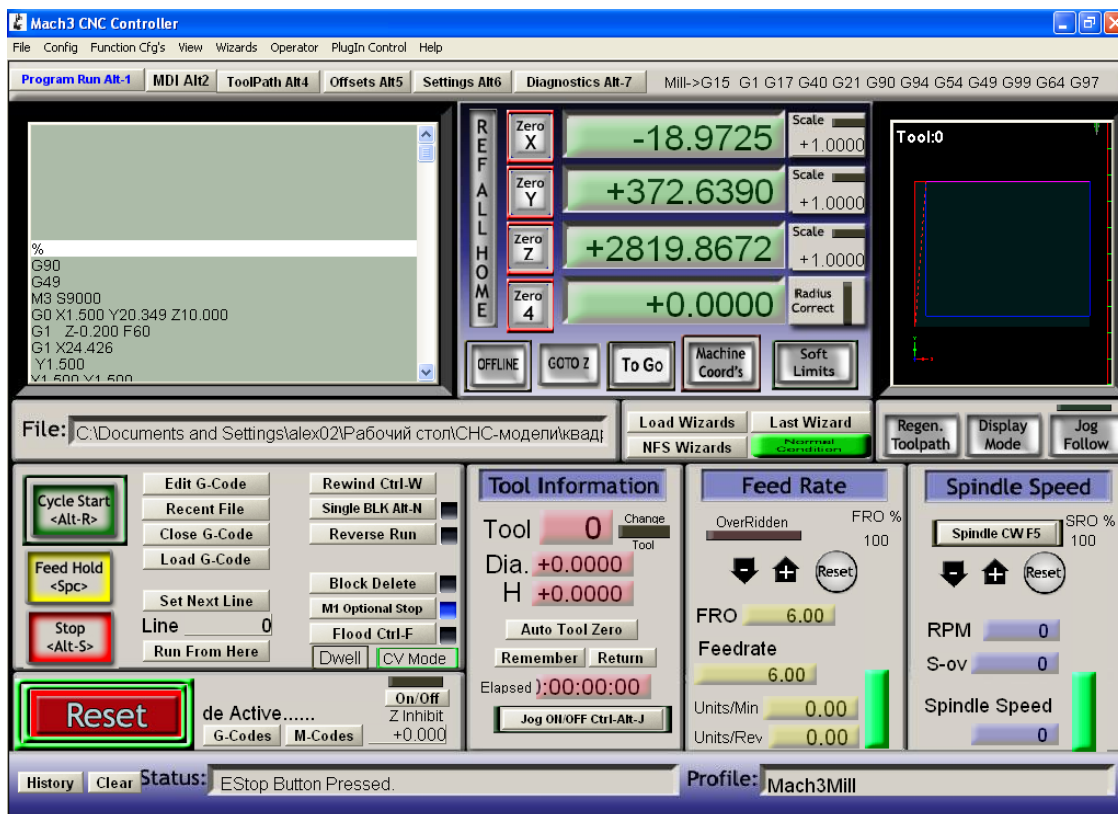 Mach3 CNC Controller
File Config Function Cfg's View Wizards Operator PlugIn Control Help
Program Run Alt-1 MDI Alt2 ToolPath Alt4 Offsets Alt5 Settings Alt6 Diagnostics Alt-7 Mill->G15 G1 G17 G40 G21 G90 G94 G54 G49 G99 G64 G97
%
G90
G49
M3 S9000
G0 X1.500 Y20.349 Z10.000
G1 Z-0.200 F60
G1 X24.426
Y1.500
Y1.500 X1.500
REF ALL HOME
Zero X -18.9725 Scale +1.0000
Zero Y +372.6390 Scale +1.0000
Zero Z +2819.8672 Scale +1.0000
Zero 4 +0.0000 Radius Correct
OFFLINE GOTO Z To Go Machine Coord's Soft Limits
Tool:0
File: C:\Documents and Settings\alex02\Рабочий стол\CHC-модели\квадр
Load Wizards Last Wizard
NFS Wizards Normal Condition
Regen. Toolpath Display Mode Jog Follow
Cycle Start <Alt-R>
Feed Hold <Spc>
Stop <Alt-S>
Edit G-Code
Recent File
Close G-Code
Load G-Code
Set Next Line
Line 0
Run From Here
Rewind Ctrl-W
Single BLK Alt-N
Reverse Run
Block Delete
M1 Optional Stop
Flood Ctrl-F
Dwell CV Mode
Reset
de Active......
G-Codes M-Codes
On/Off
Z Inhibit
+0.000
Tool Information
Tool 0 Change Tool
Dia. +0.0000
H +0.0000
Auto Tool Zero
Remember Return
Elapsed ):00:00:00
Jog ON/OFF Ctrl-Alt-J
Feed Rate
OverRidden FRO %
100
Reset
FRO 6.00
Feedrate
6.00
Units/Min 0.00
Units/Rev 0.00
Spindle Speed
Spindle CW F5 SRO %
100
Reset
RPM 0
S-ov 0
Spindle Speed
0
History Clear Status: EStop Button Pressed. Profile: Mach3Mill